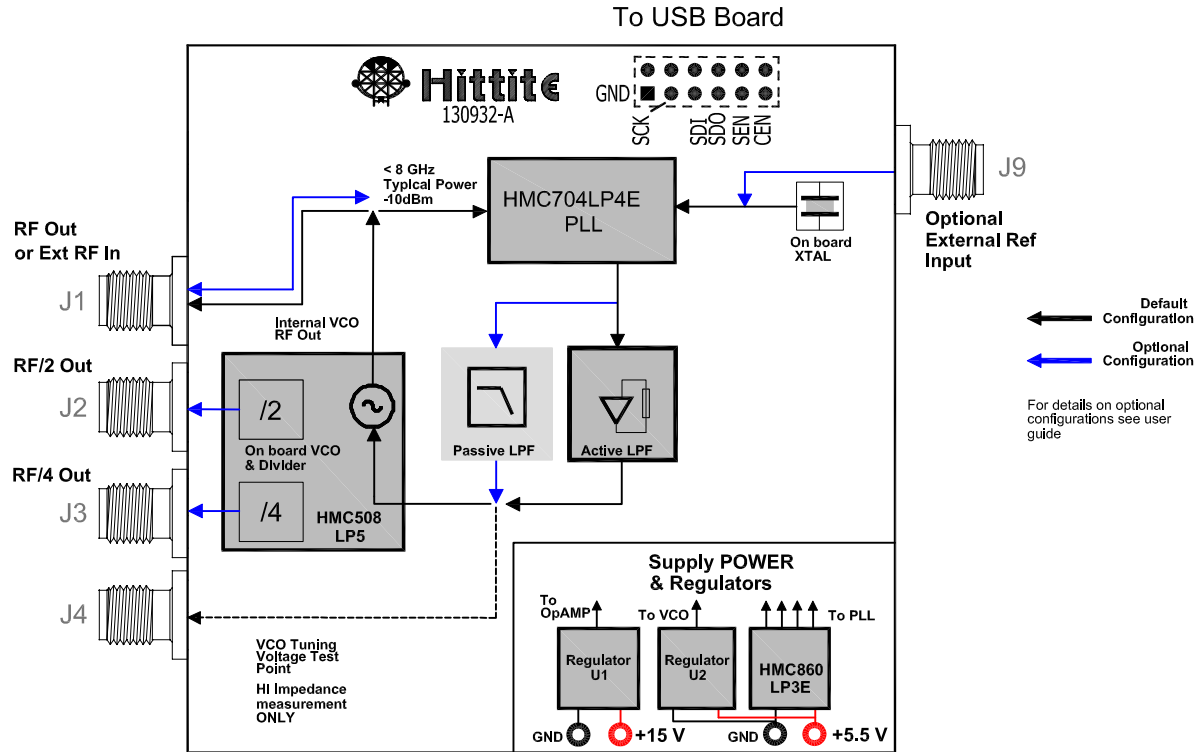 To USB Board
Hittite
130932-A
GND
SCK
SDI
SDO
SEN
CEN
< 8 GHz
Typical Power
-10dBm
HMC704LP4E
PLL
On board
XTAL
J9
Optional
External Ref
Input
RF Out
or Ext RF In
J1
Internal VCO
RF Out
Default
Configuration
Optional
Configuration
For details on optional
configurations see user
guide
RF/2 Out
J2
/2
On board VCO
& Divider
Passive LPF
Active LPF
RF/4 Out
J3
/4
HMC508
LP5
J4
VCO Tuning
Voltage Test
Point
HI Impedance
measurement
ONLY
Supply POWER
& Regulators
To
OpAMP
To VCO
To PLL
Regulator
U1
Regulator
U2
HMC860
LP3E
GND
+15 V
GND
+5.5 V